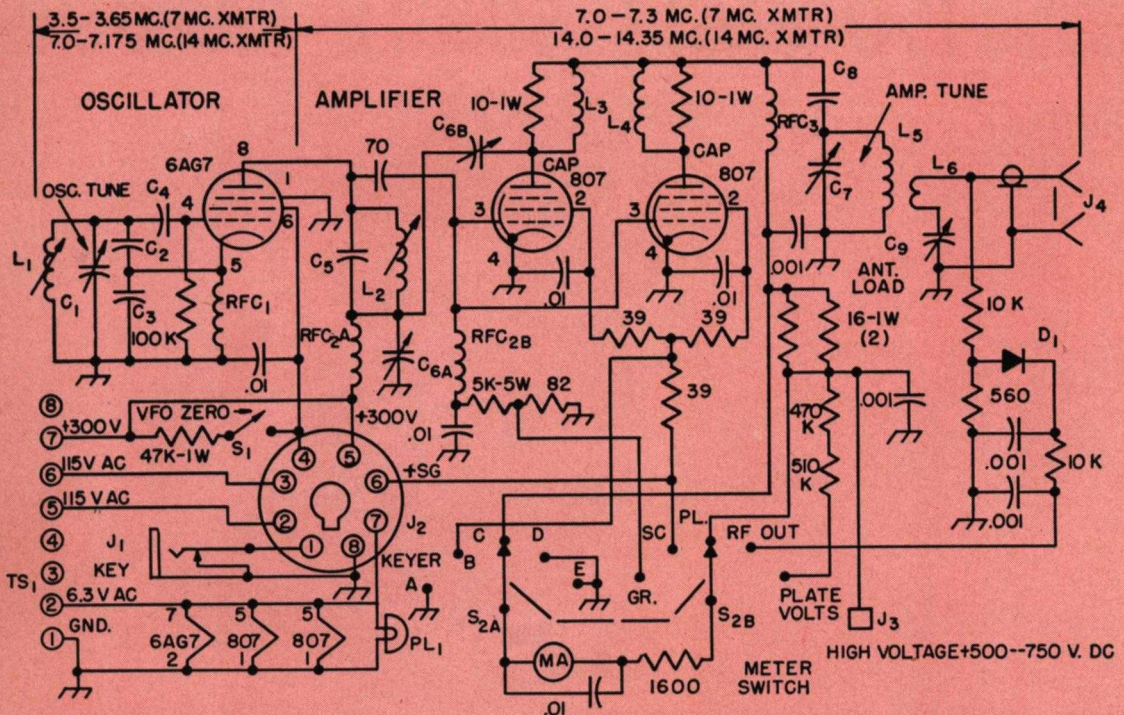 3.5-3.65 MC.(7 MC. XMTR)
7.0-7.175 MC.(14 MC. XMTR)
7.0-7.3 MC.(7 MC. XMTR)
14.0-14.35 MC.(14 MC. XMTR)
OSCILLATOR
AMPLIFIER
10-1W
L3
L4
10-1W
C8
AMP. TUNE
RFC3
C6B
6AG7
8
1
70
CAP
807
CAP
807
L5
L6
OSC. TUNE
C4
4
6
3
2
3
2
C7
J4
L1
C2
5
C5
L2
4
4
C9
C1
C3
RFC1
.01
.01
.001
ANT. LOAD
100 K
RFC2A
RFC2B
39
39
16-1W (2)
10 K
D1
.01
C6A
5K-5W
82
39
560
8
7 +300 V
VFO ZERO
+300V
.01
470 K
.001
47K-1W
S1
4
5
.001
10 K
6 115V AC
3
6
+SG
510 K
.001
5 115 V AC
2
7
J2
C
D
SC
PL.
RF OUT
4
J1
1
8
KEYER
B
TS1
3
KEY
A
E
GR.
PLATE VOLTS
2 6.3 V AC
7
5
5
S2A
S2B
J3
1 GND.
6AG7
807
807
PL1
2
1
1
MA
1600
METER SWITCH
HIGH VOLTAGE+500--750 V. DC
.01